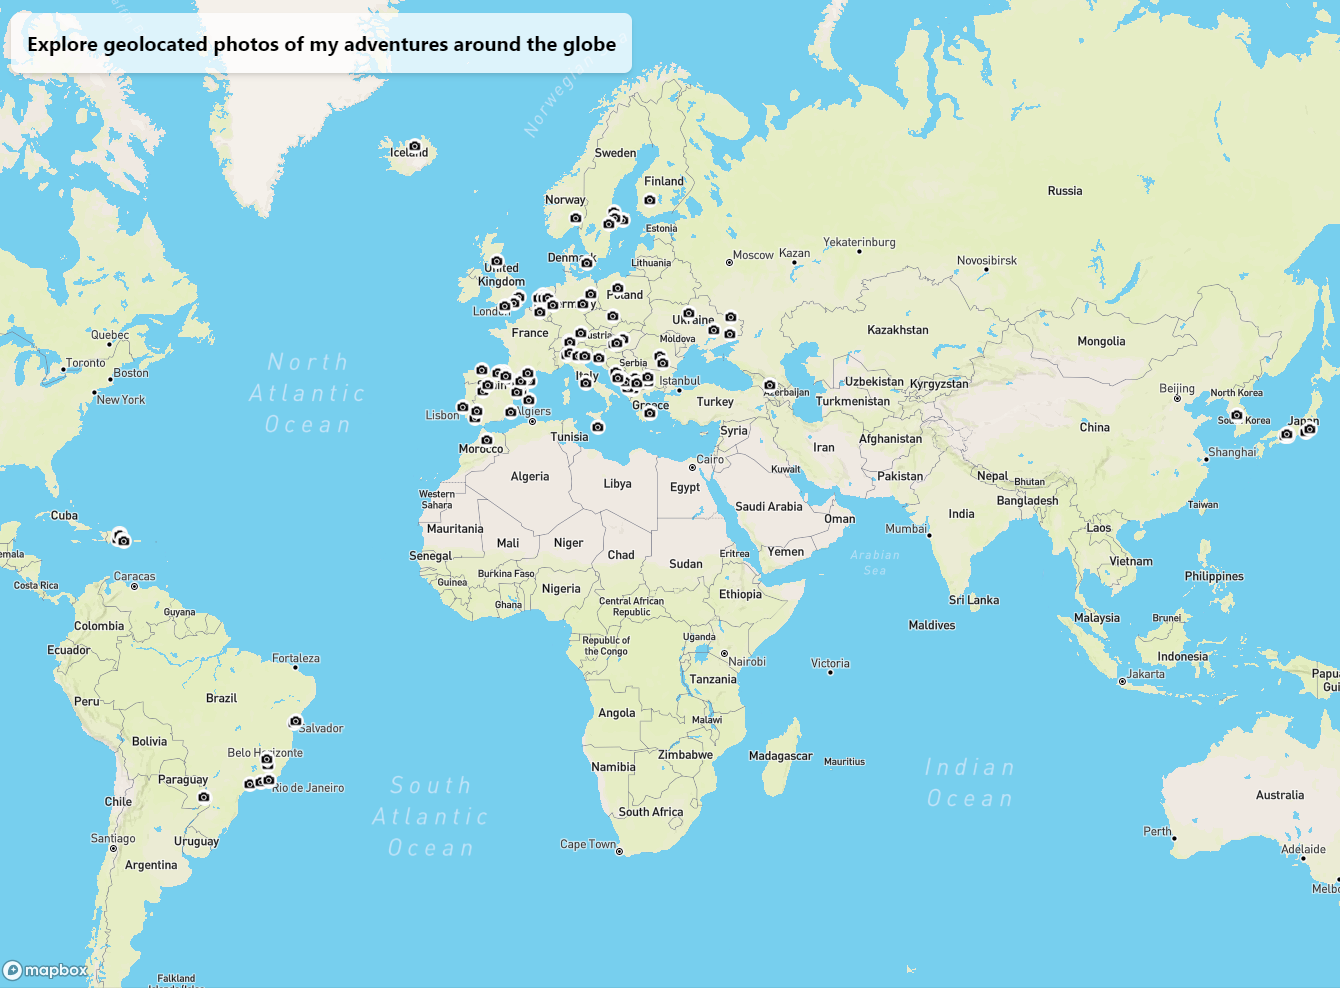 Explore geolocated photos of my adventures around the globe
Norwegian
Iceland
Sweden
Finland
Norway
Russia
Estonia
Yekaterinburg
Moscow
Kazan
Novosibirsk
Denmark
Lithuania
United
Kingdom
Poland
London
Ukraine
Quebec
France
Moldova
Kazakhstan
Mongolia
Toronto
Boston
New York
North
Atlantic
Ocean
Serbia
Italy
Istanbul
Uzbekistan
Kyrgyzstan
Beijing
North Korea
Azerbaijan
Turkey
Turkmenistan
Greece
Lisbon
Algiers
South Korea
Japan
China
Tunisia
Morocco
Syria
Iran
Afghanistan
Shanghai
Cairo
Kuwait
Algeria
Libya
Egypt
Pakistan
Nepal
Bhutan
Bangladesh
Western
Sahara
Saudi Arabia
Oman
India
Taiwan
Cuba
Mauritania
Mumbai
Laos
Mali
Niger
Chad
Eritrea
Yemen
Arabian
Sea
Senegal
Sudan
Vietnam
Philippines
Costa Rica
Caracas
Guinea
Burkina Faso
Nigeria
Ethiopia
Sri Lanka
Ghana
Central African
Republic
Guyana
Colombia
Maldives
Malaysia
Brunei
Ecuador
Republic of
the Congo
Uganda
Indonesia
Fortaleza
Nairobi
Victoria
Jakarta
Papua
Peru
Brazil
Tanzania
Angola
Malawi
Salvador
Bolivia
Belo Horizonte
Zimbabwe
Madagascar
Mauritius
Namibia
Indian
Ocean
Paraguay
Rio de Janeiro
South
Atlantic
Ocean
Chile
South Africa
Australia
Santiago
Uruguay
Cape Town
Perth
Adelaide
Argentina
mapbox
Falkland